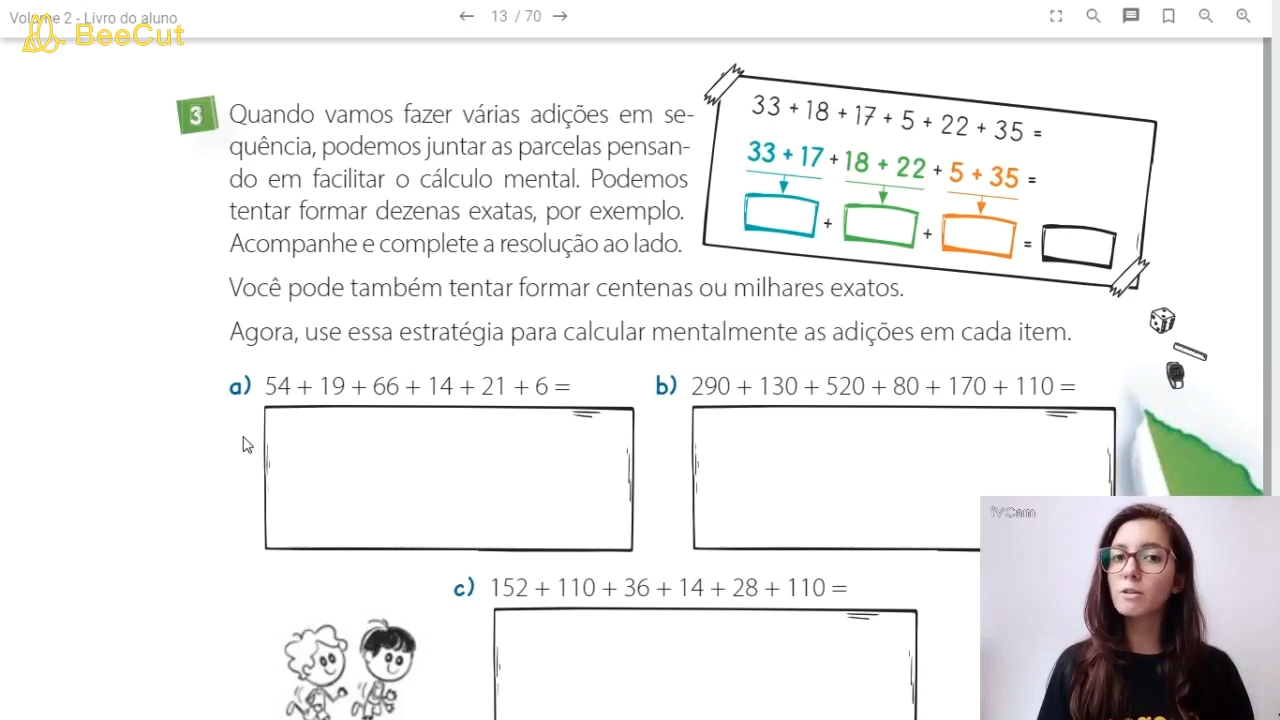 Volume 2 - Livro do aluno
13 / 70
BeeCut
3 Quando vamos fazer várias adições em se-
quência, podemos juntar as parcelas pensan-
do em facilitar o cálculo mental. Podemos
tentar formar dezenas exatas, por exemplo.
Acompanhe e complete a resolução ao lado.
33 + 18 + 17 + 5 + 22 + 35 =
33 + 17 + 18 + 22 + 5 + 35 =
+ + =
Você pode também tentar formar centenas ou milhares exatos.
Agora, use essa estratégia para calcular mentalmente as adições em cada item.
a) 54 + 19 + 66 + 14 + 21 + 6 =
b) 290 + 130 + 520 + 80 + 170 + 110 =
c) 152 + 110 + 36 + 14 + 28 + 110 =
iVCam